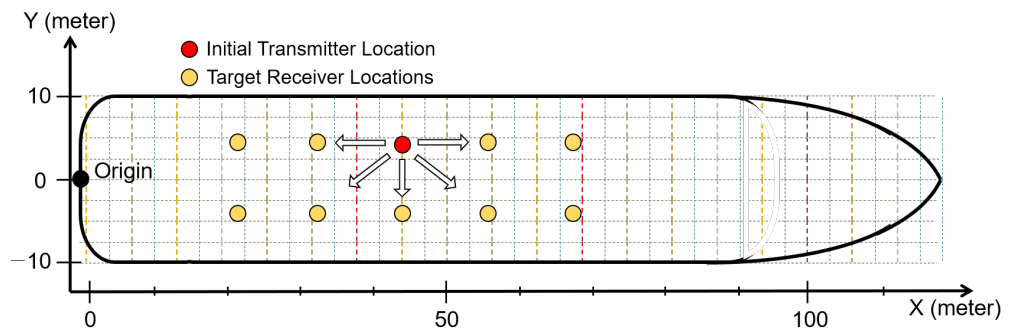 Y (meter)
Initial Transmitter Location
Target Receiver Locations
10
Origin
0
−10
0
50
100
X (meter)